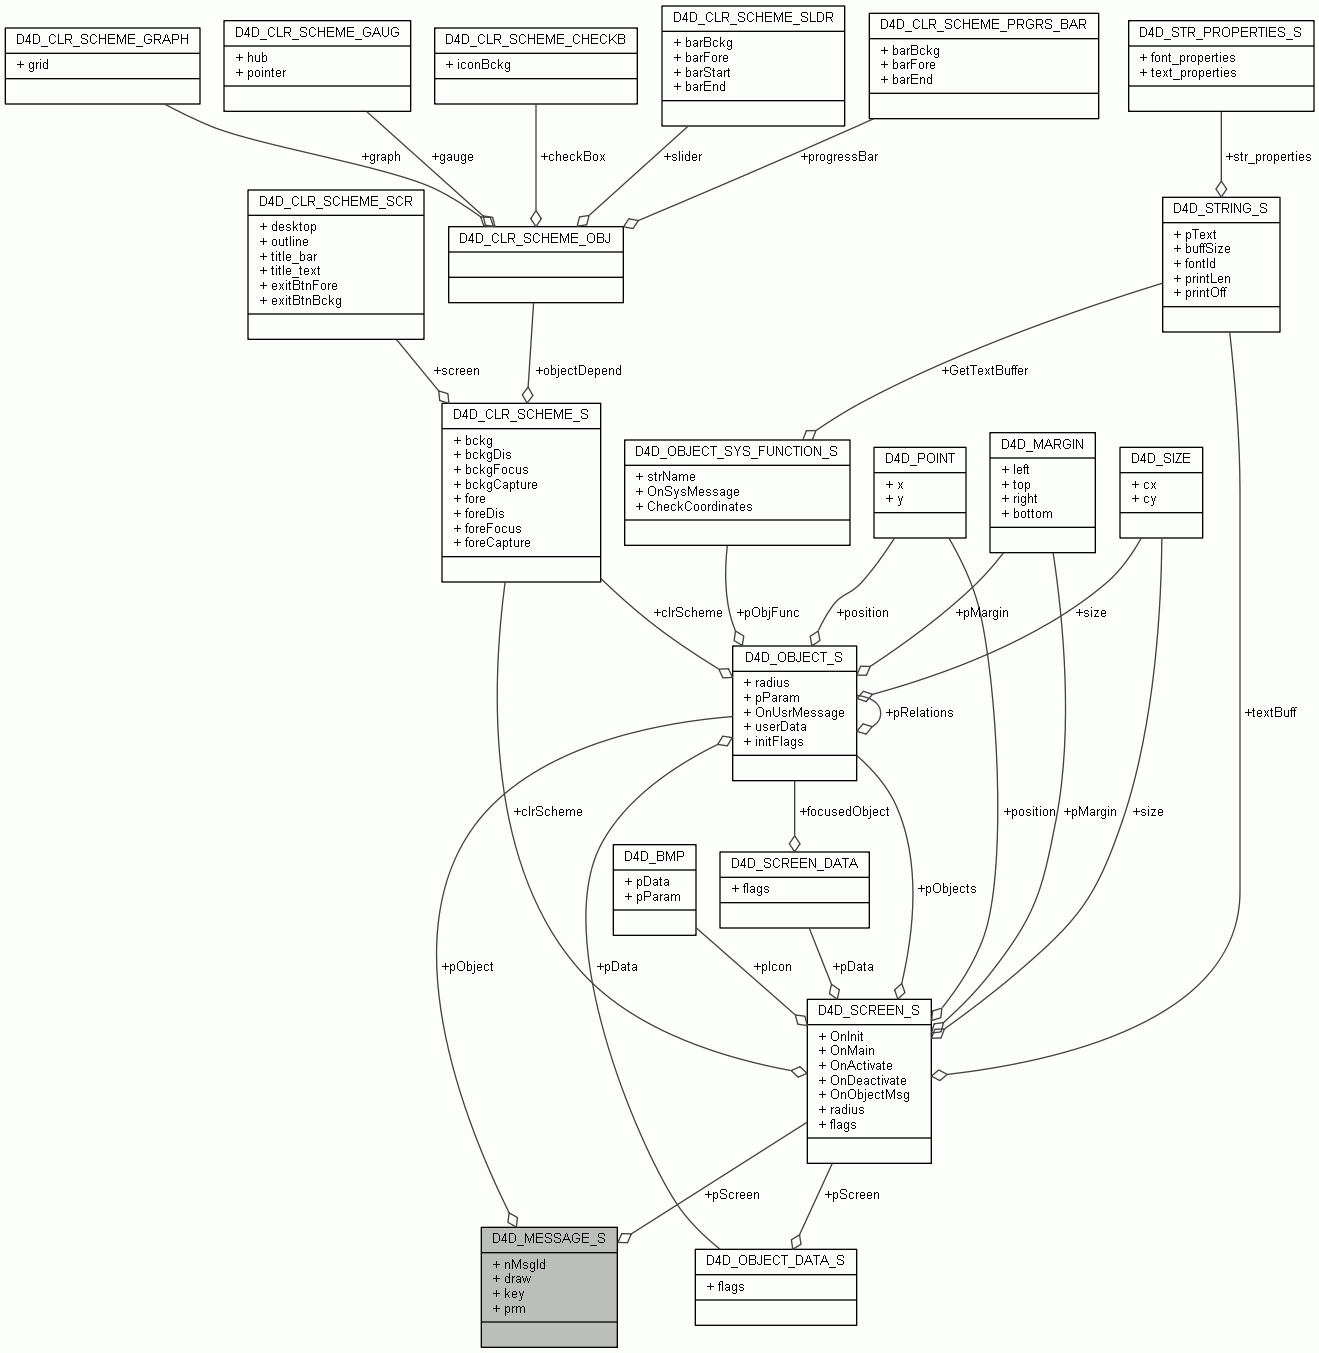 D4D_CLR_SCHEME_GRAPH
+ grid
D4D_CLR_SCHEME_GAUG
+ hub
+ pointer
D4D_CLR_SCHEME_CHECKB
+ iconBckg
D4D_CLR_SCHEME_SLDR
+ barBckg
+ barFore
+ barStart
+ barEnd
D4D_CLR_SCHEME_PRGRS_BAR
+ barBckg
+ barFore
+ barEnd
D4D_STR_PROPERTIES_S
+ font_properties
+ text_properties
+graph
+gauge
+checkBox
+slider
+progressBar
+str_properties
D4D_CLR_SCHEME_SCR
+ desktop
+ outline
+ title_bar
+ title_text
+ exitBtnFore
+ exitBtnBckg
D4D_CLR_SCHEME_OBJ
D4D_STRING_S
+ pText
+ buffSize
+ fontId
+ printLen
+ printOff
+screen
+objectDepend
+GetTextBuffer
D4D_CLR_SCHEME_S
+ bckg
+ bckgDis
+ bckgFocus
+ bckgCapture
+ fore
+ foreDis
+ foreFocus
+ foreCapture
D4D_OBJECT_SYS_FUNCTION_S
+ strName
+ OnSysMessage
+ CheckCoordinates
D4D_POINT
+ x
+ y
D4D_MARGIN
+ left
+ top
+ right
+ bottom
D4D_SIZE
+ cx
+ cy
+clrScheme
+pObjFunc
+position
+pMargin
+size
D4D_OBJECT_S
+ radius
+ pParam
+ OnUsrMessage
+ userData
+ initFlags
+pRelations
+textBuff
+clrScheme
+focusedObject
+position
+pMargin
+size
D4D_BMP
+ pData
+ pParam
D4D_SCREEN_DATA
+ flags
+pObjects
+pObject
+pData
+pIcon
+pData
D4D_SCREEN_S
+ OnInit
+ OnMain
+ OnActivate
+ OnDeactivate
+ OnObjectMsg
+ radius
+ flags
+pScreen
+pScreen
D4D_MESSAGE_S
+ nMsgId
+ draw
+ key
+ prm
D4D_OBJECT_DATA_S
+ flags